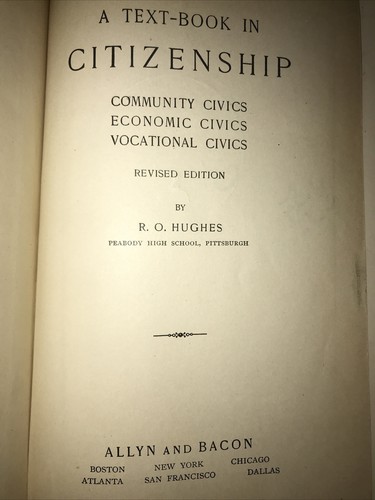 A TEXT-BOOK IN
CITIZENSHIP
COMMUNITY CIVICS
ECONOMIC CIVICS
VOCATIONAL CIVICS
REVISED EDITION
BY
R. O. HUGHES
PEABODY HIGH SCHOOL, PITTSBURGH
ALLYN AND BACON
BOSTON NEW YORK CHICAGO
ATLANTA SAN FRANCISCO DALLAS